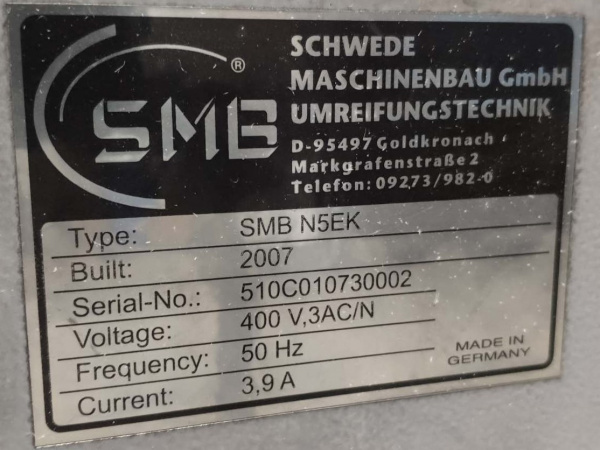 SMB ®
SCHWEDE
MASCHINENBAU GmbH
UMREIFUNGSTECHNIK
D-95497 Goldkronach
Markgrafenstraße 2
Telefon: 09273/982-0
Type: SMB N5EK
Built: 2007
Serial-No.: 510C010730002
Voltage: 400 V,3AC/N
Frequency: 50 Hz
Current: 3,9 A
MADE IN
GERMANY